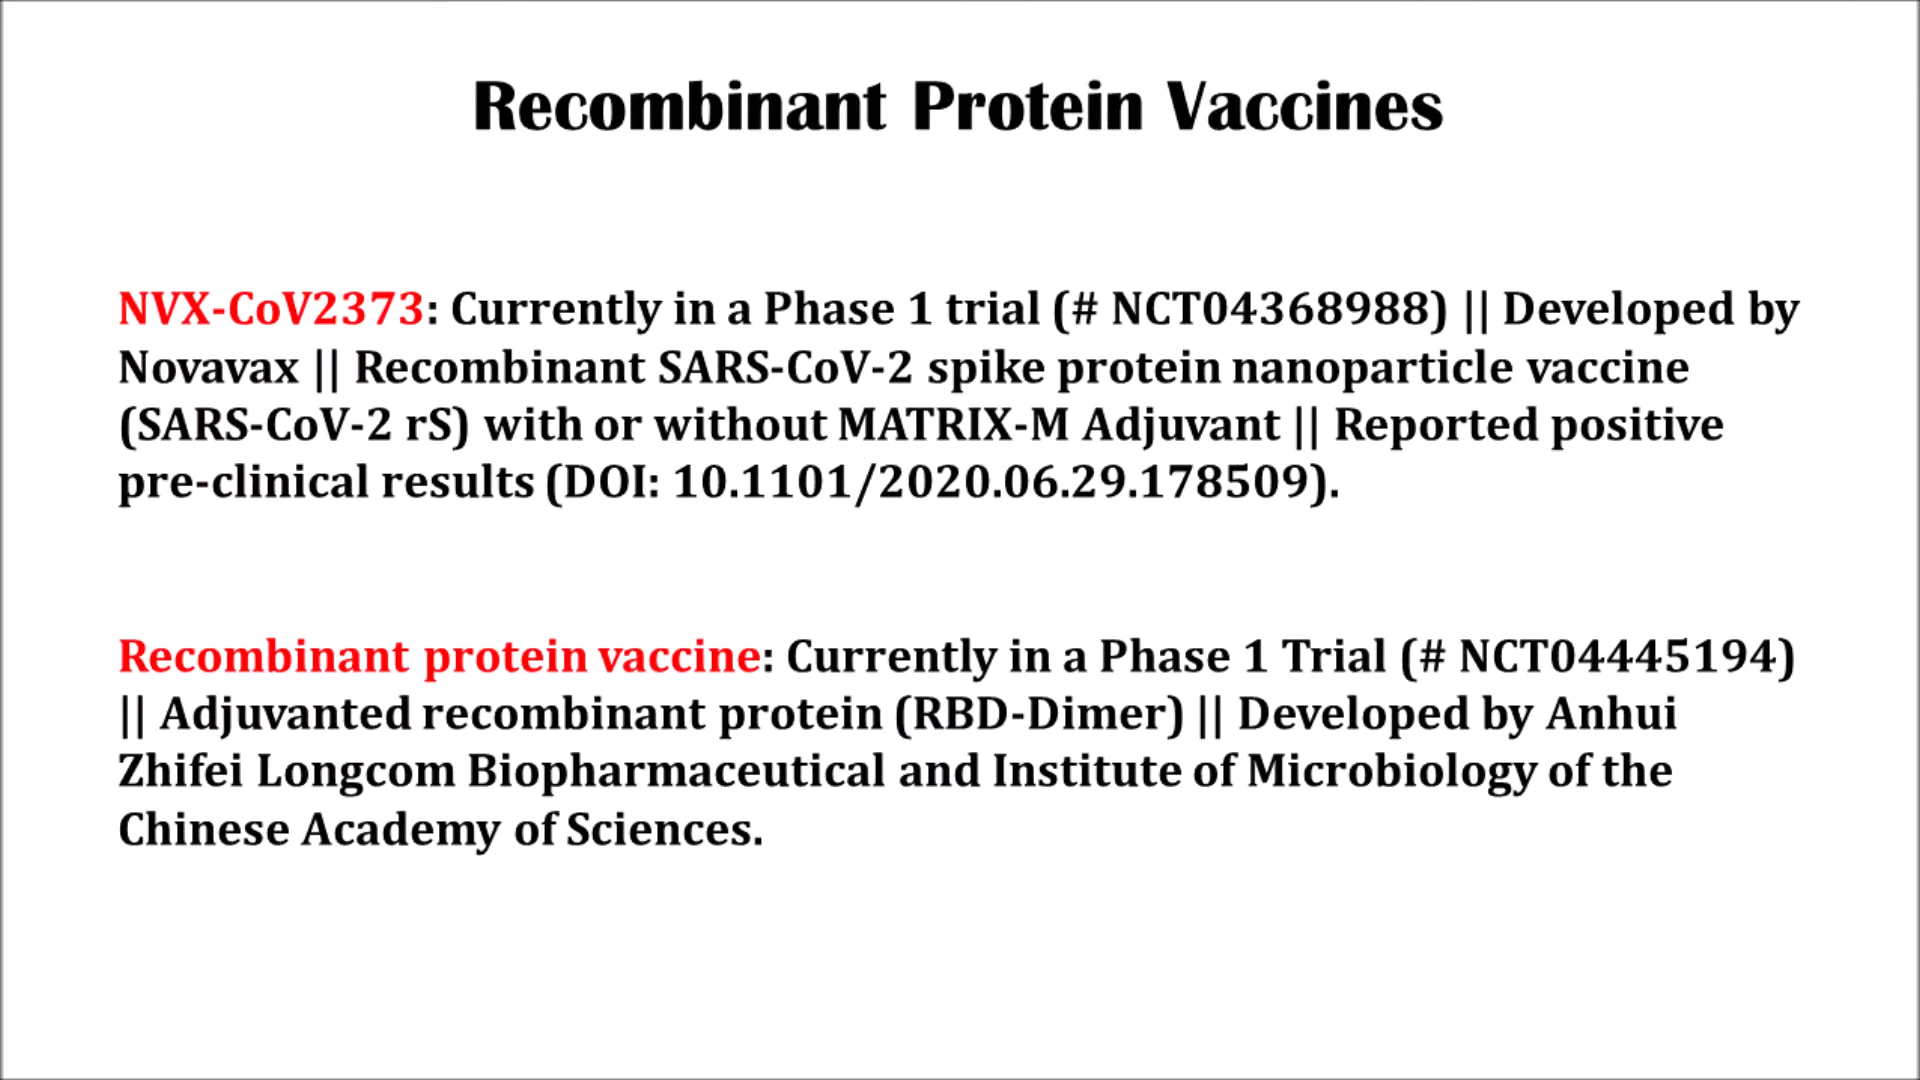 Recombinant Protein Vaccines
NVX-CoV2373: Currently in a Phase 1 trial (# NCT04368988) || Developed by
Novavax || Recombinant SARS-CoV-2 spike protein nanoparticle vaccine
(SARS-CoV-2 rS) with or without MATRIX-M Adjuvant || Reported positive
pre-clinical results (DOI: 10.1101/2020.06.29.178509).
Recombinant protein vaccine: Currently in a Phase 1 Trial (# NCT04445194)
|| Adjuvanted recombinant protein (RBD-Dimer) || Developed by Anhui
Zhifei Longcom Biopharmaceutical and Institute of Microbiology of the
Chinese Academy of Sciences.